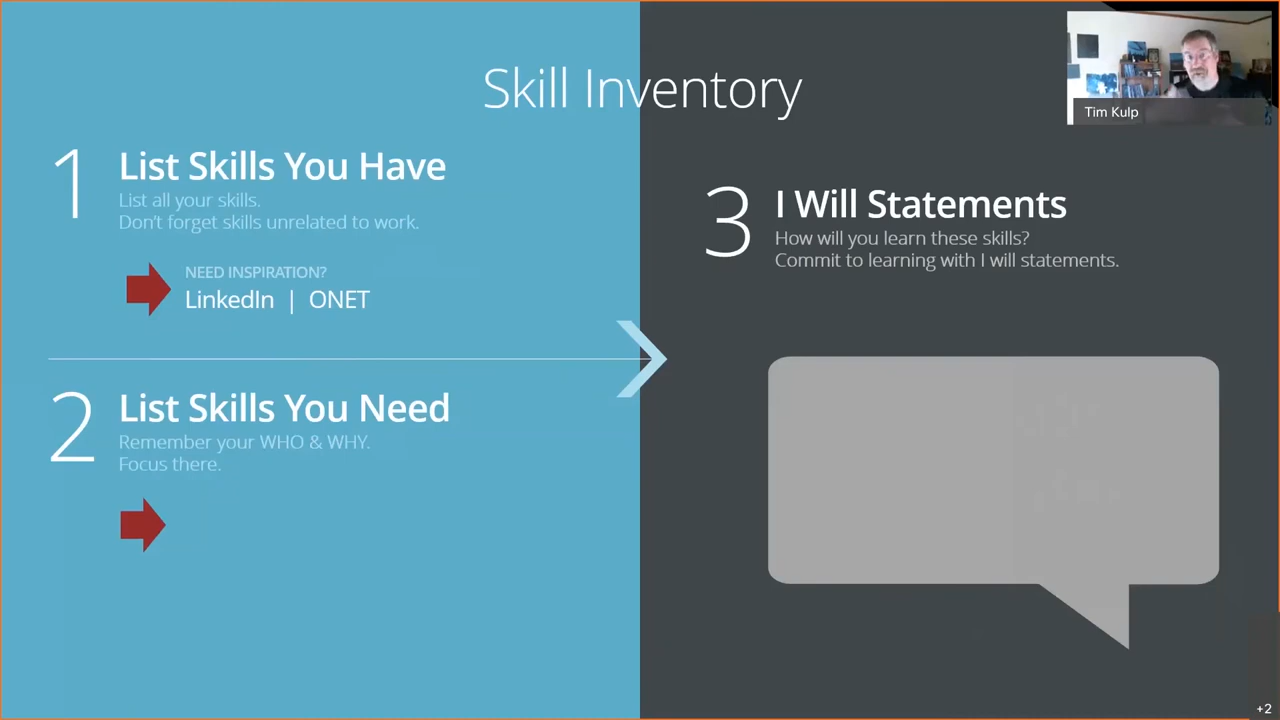 Skill Inventory
Tim Kulp
1
List Skills You Have
List all your skills.
Don't forget skills unrelated to work.
NEED INSPIRATION?
LinkedIn | ONET
2
List Skills You Need
Remember your WHO & WHY.
Focus there.
3
I Will Statements
How will you learn these skills?
Commit to learning with I will statements.
+2